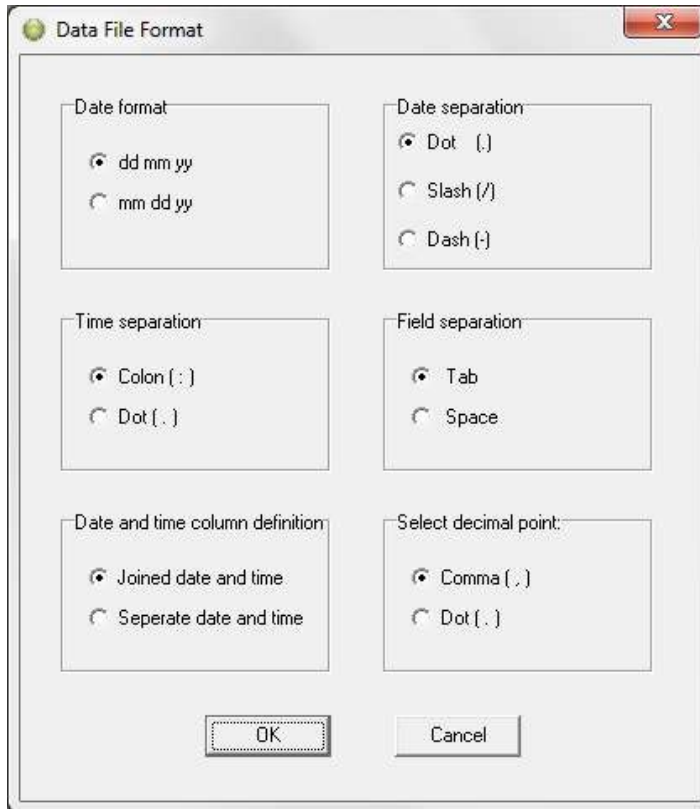 Data File Format
Date format
dd mm yy
mm dd yy
Date separation
Dot (.)
Slash (/)
Dash (-)
Time separation
Colon ( : )
Dot ( . )
Field separation
Tab
Space
Date and time column definition
Joined date and time
Seperate date and time
Select decimal point:
Comma ( , )
Dot ( . )
OK
Cancel